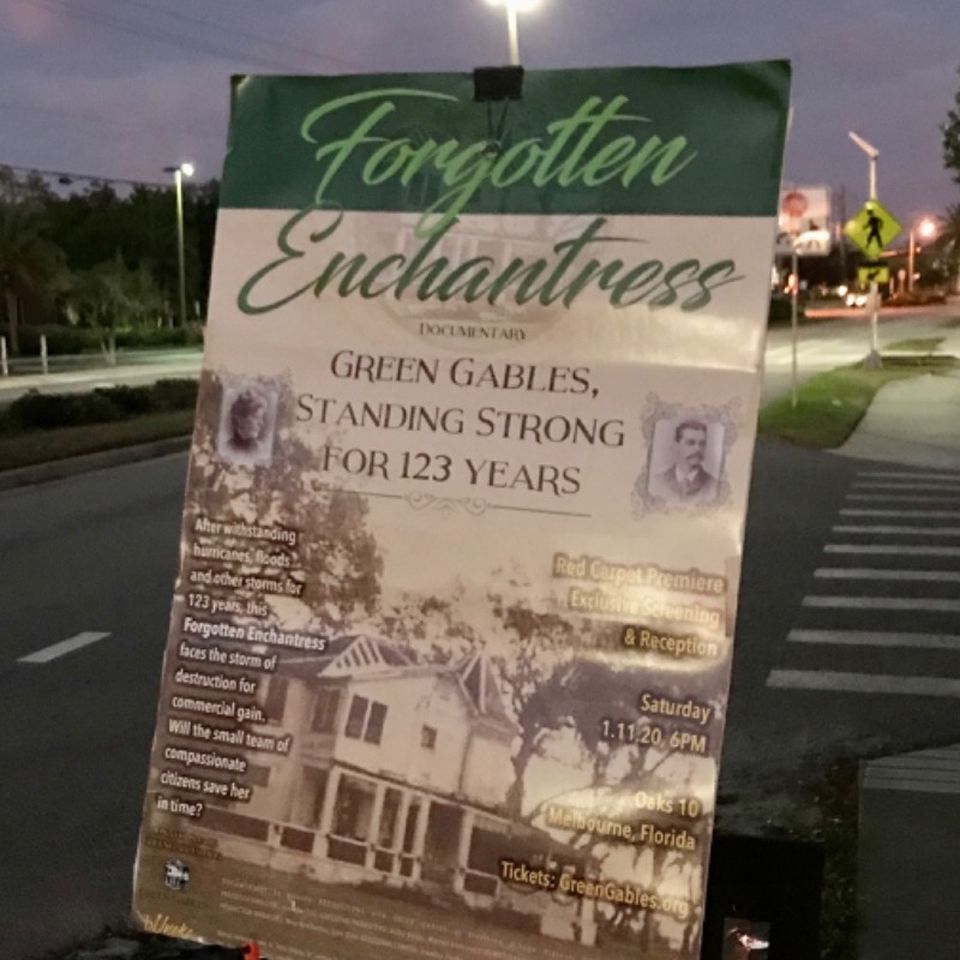 Forgotten
Enchantress
DOCUMENTARY
GREEN GABLES,
STANDING STRONG
FOR 123 YEARS
After withstanding
hurricanes, floods
and other storms for
123 years, this
Forgotten Enchantress
faces the storm of
destruction for
commercial gain.
Will the small team of
compassionate
citizens save her
in time?
Red Carpet Premiere
Exclusive Screening
& Reception
Saturday
1.11.20, 6PM
Oaks 10
Melbourne, Florida
Tickets: GreenGables.org